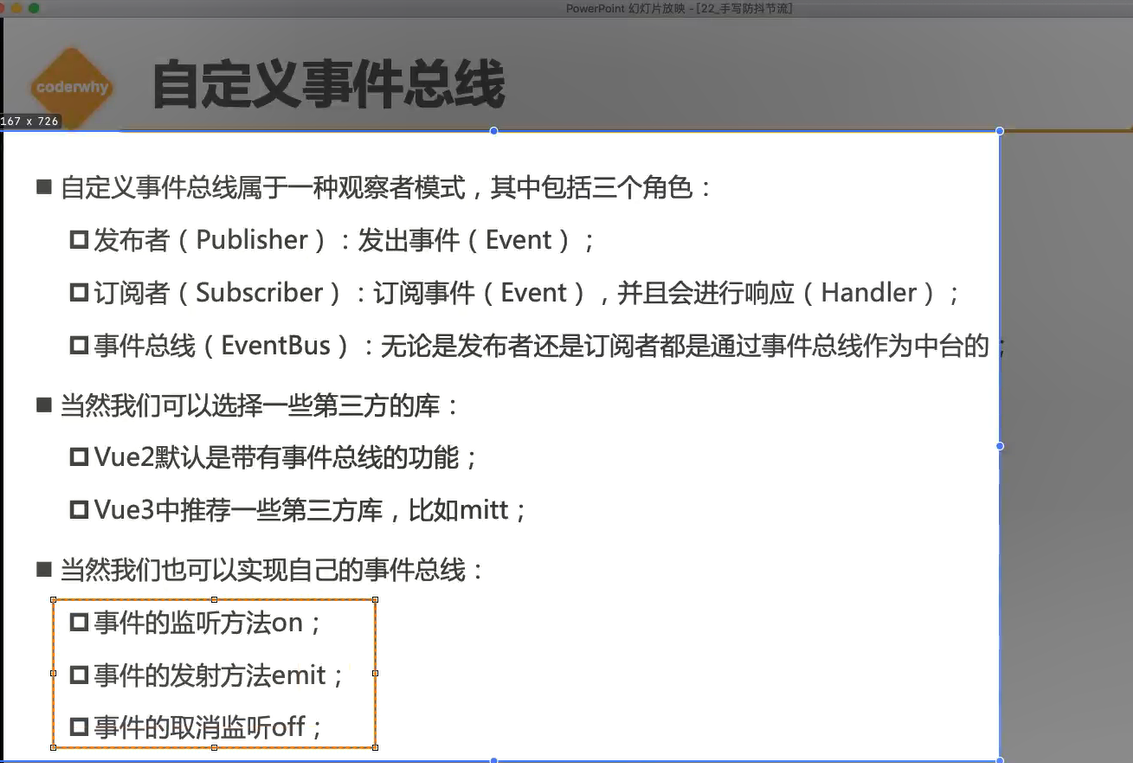 PowerPoint 幻灯片放映 - [22_手写防抖节流]
coderwhy
自定义事件总线
167 x 726
自定义事件总线属于一种观察者模式，其中包括三个角色：
发布者（Publisher）：发出事件（Event）；
订阅者（Subscriber）：订阅事件（Event），并且会进行响应（Handler）；
事件总线（EventBus）：无论是发布者还是订阅者都是通过事件总线作为中台的；
当然我们可以选择一些第三方的库：
Vue2默认是带有事件总线的功能；
Vue3中推荐一些第三方库，比如mitt；
当然我们也可以实现自己的事件总线：
事件的监听方法on；
事件的发射方法emit；
事件的取消监听off；